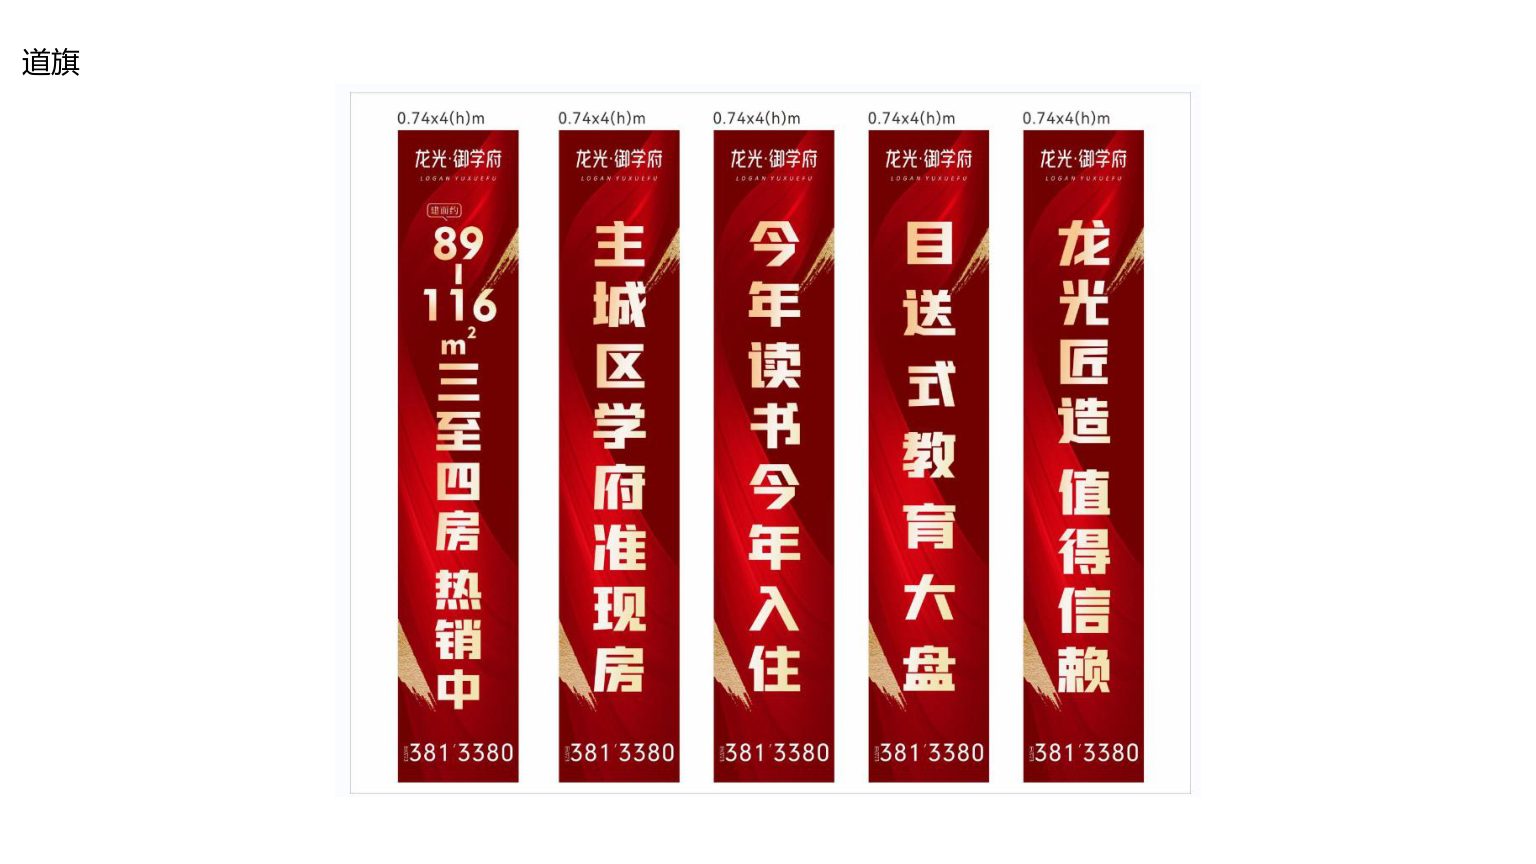 道旗
0.74x4(h)m
龙光·御学府
LOGAN YUXUEFU
建面约
89
-
116
m²
三至四房 热销中
381'3380
0.74x4(h)m
龙光·御学府
LOGAN YUXUEFU
主城区学府准现房
381'3380
0.74x4(h)m
龙光·御学府
LOGAN YUXUEFU
今年读书今年入住
381'3380
0.74x4(h)m
龙光·御学府
LOGAN YUXUEFU
目送式教育大盘
381'3380
0.74x4(h)m
龙光·御学府
LOGAN YUXUEFU
龙光匠造 值得信赖
381'3380